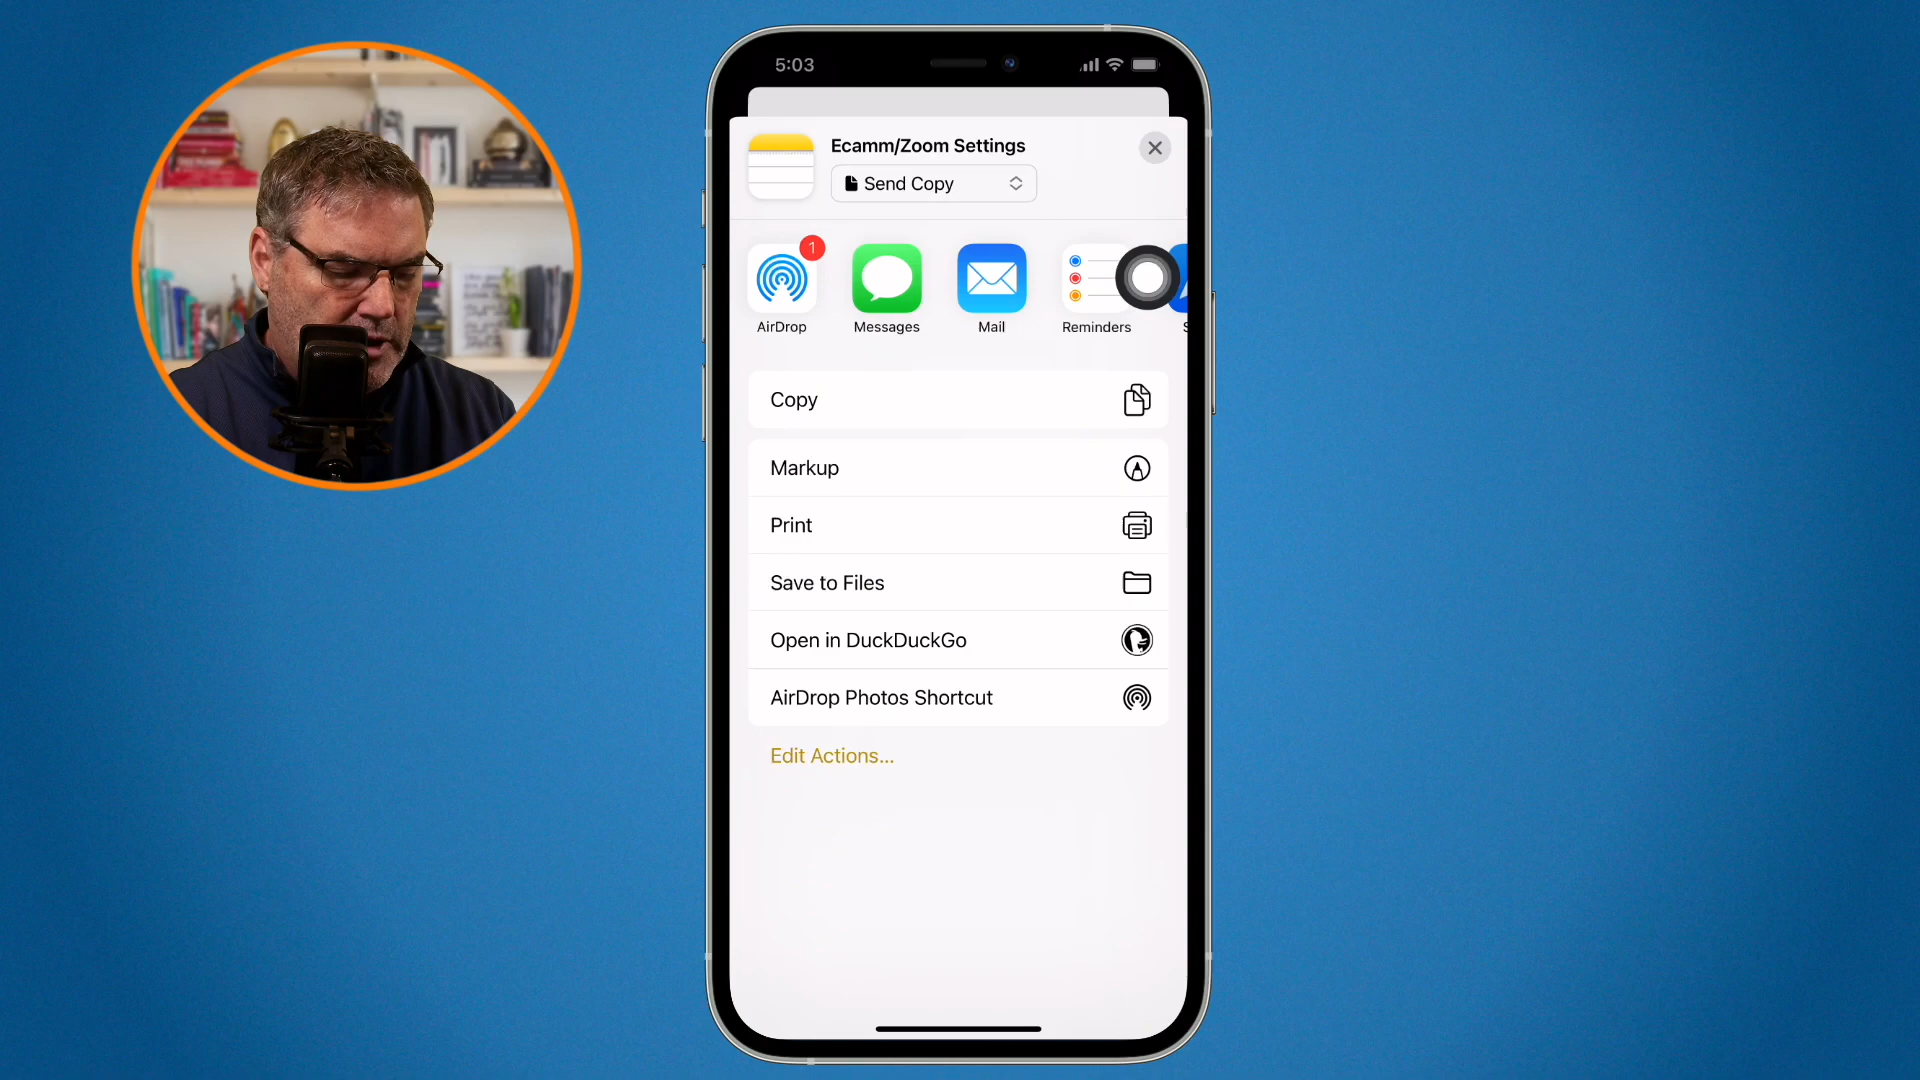 5:03
Ecamm/Zoom Settings
Send Copy
1
AirDrop
Messages
Mail
Reminders
Copy
Markup
Print
Save to Files
Open in DuckDuckGo
AirDrop Photos Shortcut
Edit Actions...